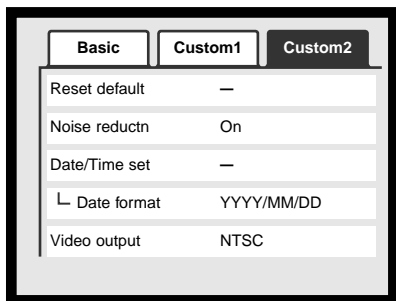 Basic Custom1 Custom2
Reset default —
Noise reductn On
Date/Time set —
└ Date format YYYY/MM/DD
Video output NTSC